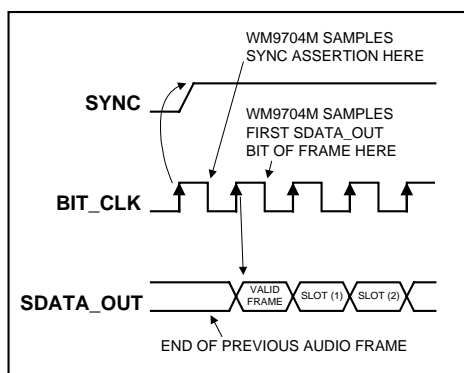 WM9704M SAMPLES
SYNC ASSERTION HERE
SYNC
WM9704M SAMPLES
FIRST SDATA_OUT
BIT OF FRAME HERE
BIT_CLK
SDATA_OUT
VALID
FRAME
SLOT (1)
SLOT (2)
END OF PREVIOUS AUDIO FRAME